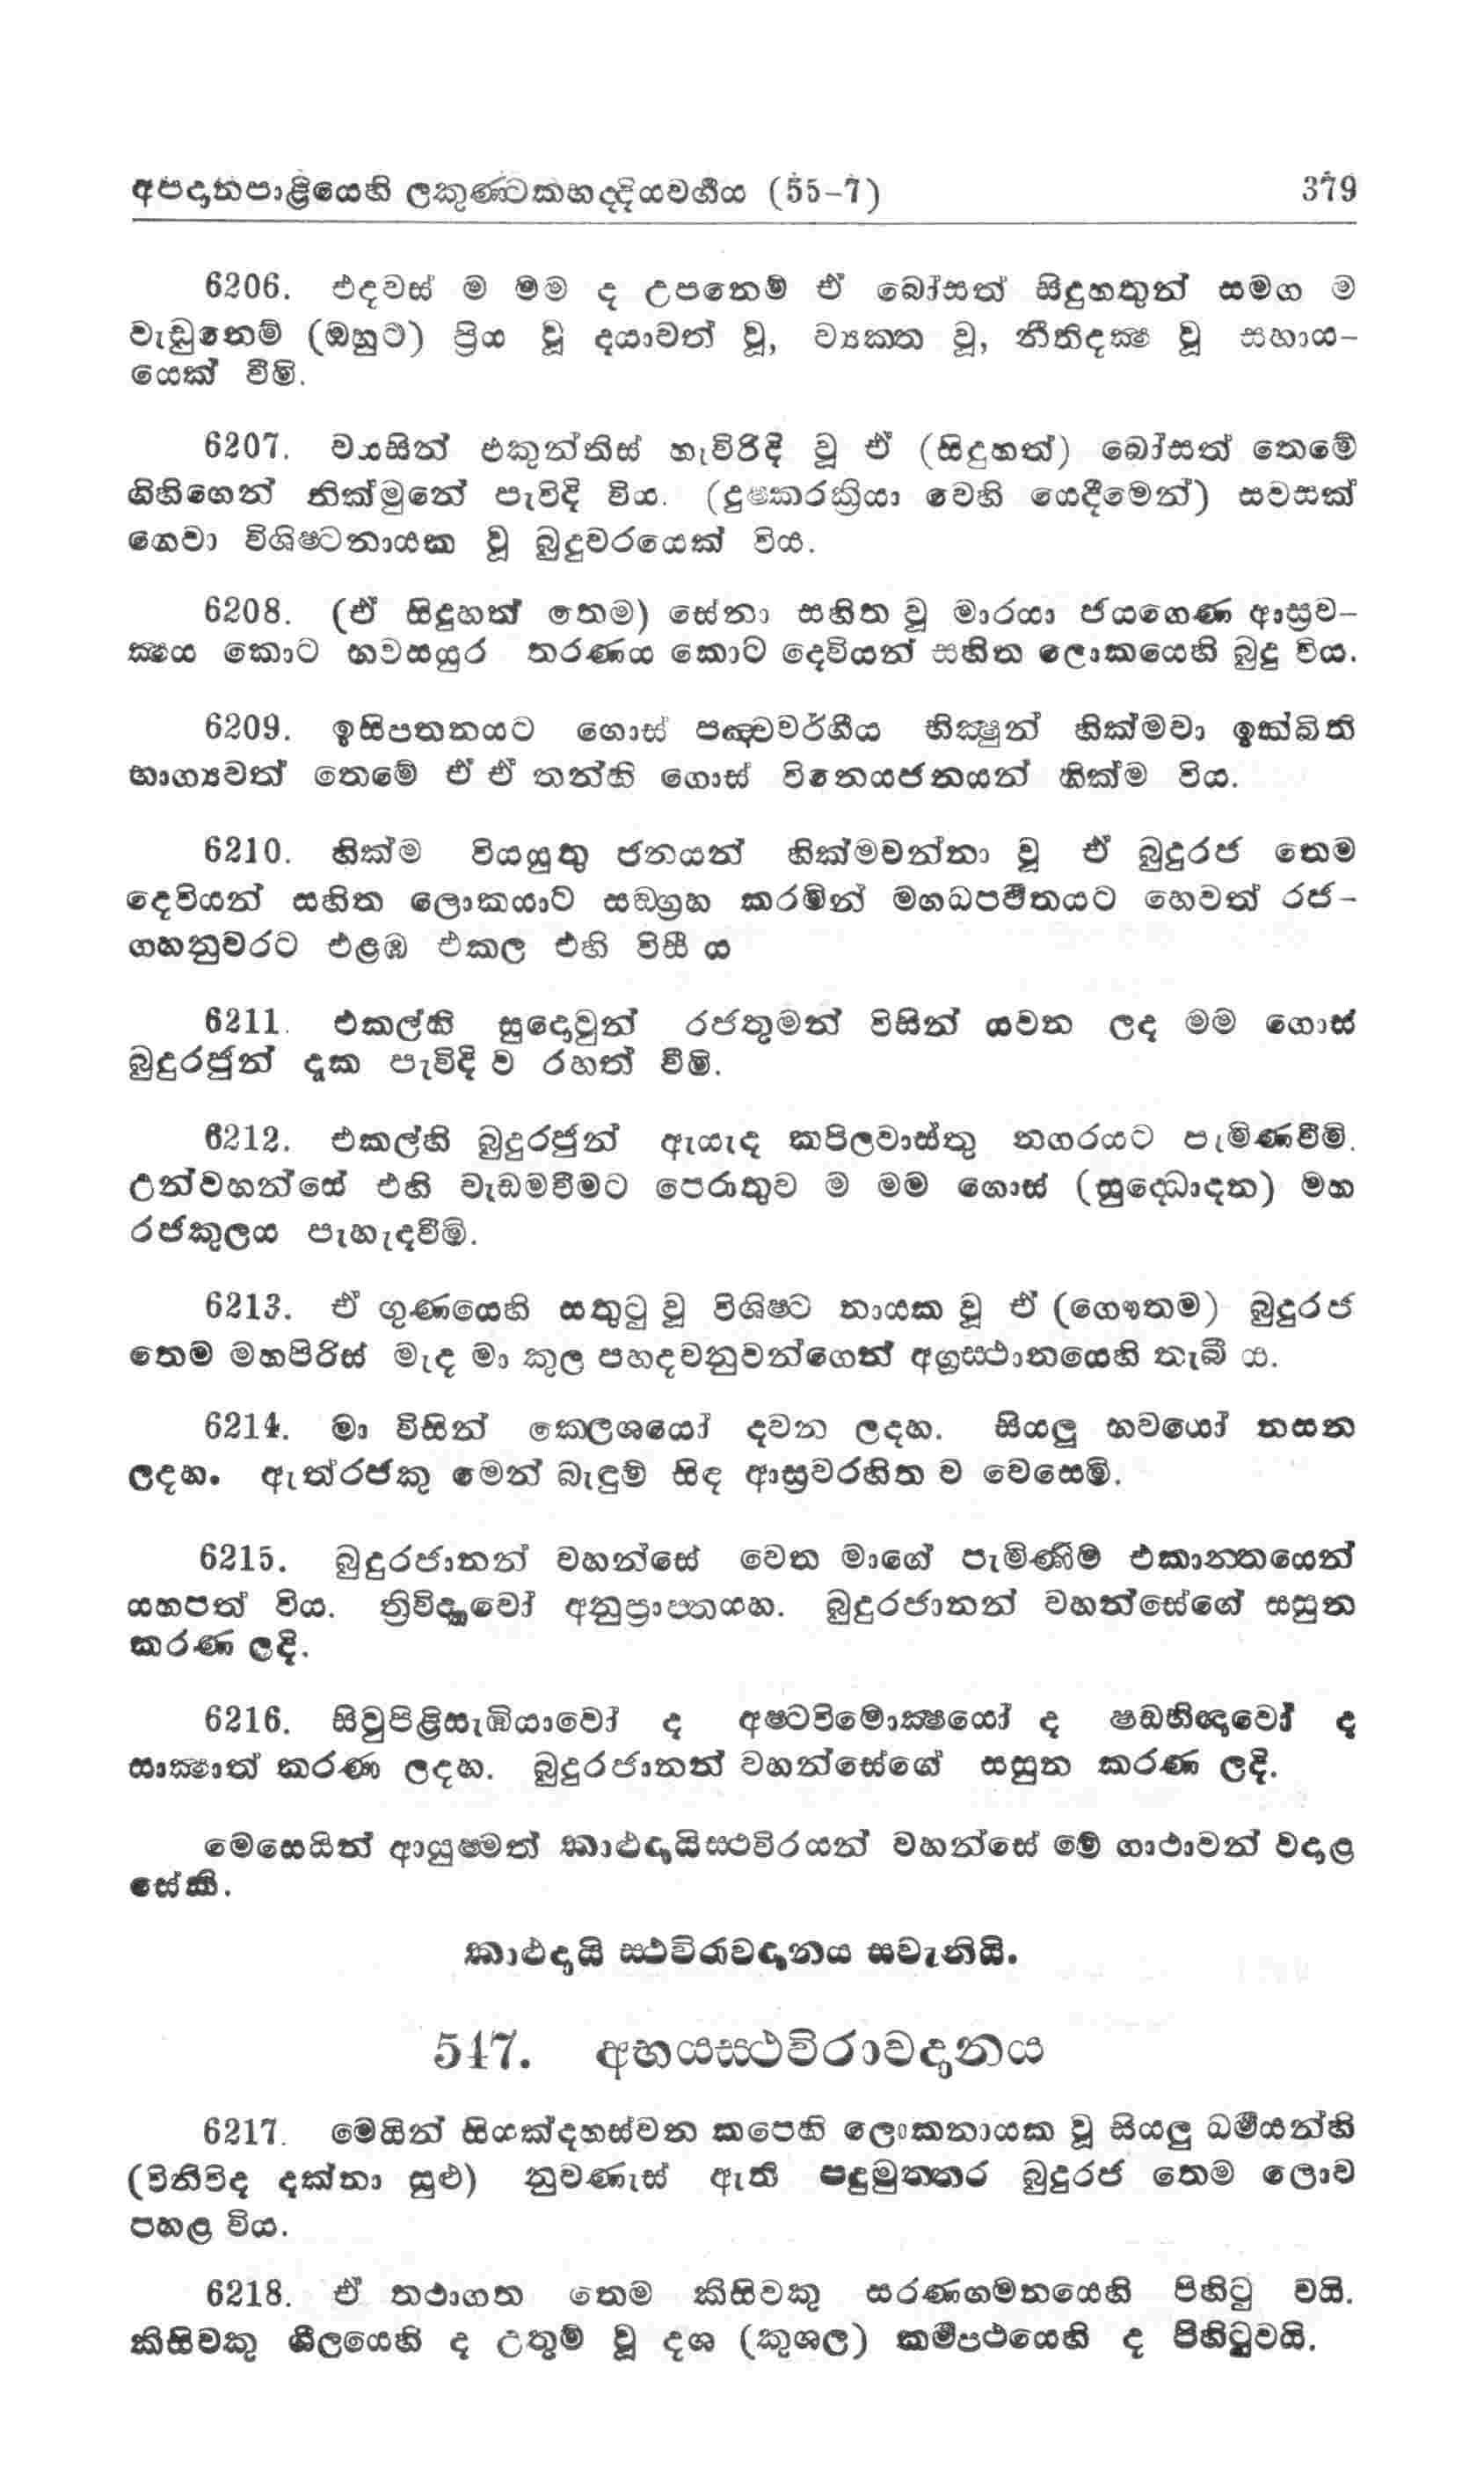 අපදානපාළියෙහි ලකුණ්ටකභද්දියවර්ගය (55-7) 379
6206. එදවස් ම මම ද උපනෙම් ඒ බෝසත් සිදුහතුන් සමග ම
වැඩුනෙම් (ඔහුට) ප්‍රිය වූ දයාවත් වූ, ව්‍යක්ත වූ, නීතිදක්‍ෂ වූ සහාය-
යෙක් වීමි.
6207. වයසින් එකුන්තිස් හැවිරිදි වූ ඒ (සිදුහත්) බෝසත් තෙමේ
ගිහිගෙන් නික්මුනේ පැවිදි විය. (දුෂ්කරක්‍රියා වෙහි යෙදීමෙන්) සවසක්
ගෙවා විශිෂ්ටනායක වූ බුදුවරයෙක් විය.
6208. (ඒ සිදුහත් තෙම) සේනා සහිත වූ මාරයා ජයගෙණ ආස්‍රව-
ක්‍ෂය කොට භවසයුර තරණය කොට දෙවියන් සහිත ලොකයෙහි බුදු විය.
6209. ඉසිපතනයට ගොස් පඤ්චවර්ගීය භික්‍ෂූන් හික්මවා ඉක්බිති
භාග්‍යවත් තෙමේ ඒ ඒ තන්හි ගොස් විනෙයජනයන් හික්ම විය.
6210. හික්ම වියයුතු ජනයන් හික්මවන්නා වූ ඒ බුදුරජ තෙම
දෙවියන් සහිත ලොකයාට සඞ්ග්‍රහ කරමින් මගධපර්වතයට හෙවත් රජ-
ගහනුවරට එළඹ එකල එහි විසී ය
6211. එකල්හි සුදොවුන් රජතුමන් විසින් යවන ලද මම ගොස්
බුදුරජුන් දැක පැවිදි ව රහත් වීමි.
6212. එකල්හි බුදුරජුන් ඇයැද කපිලවාස්තු නගරයට පැමිණවීමි.
උන්වහන්සේ එහි වැඩමවීමට පෙරාතුව ම මම ගොස් (සුද්ධොදන) මහ
රජකුලය පැහැදවීමි.
6213. ඒ ගුණයෙහි සතුටු වූ විශිෂ්ට නායක වූ ඒ (ගෞතම) බුදුරජ
තෙම මහපිරිස් මැද මා කුල පහදවනුවන්ගෙන් අග්‍රස්ථානයෙහි තැබී ය.
6214. මා විසින් කෙලශයෝ දවන ලදහ. සියලු භවයෝ නසන
ලදහ. ඇත්රජකු මෙන් බැඳුම් සිඳ ආස්‍රවරහිත ව වෙසෙමි.
6215. බුදුරජානන් වහන්සේ වෙත මාගේ පැමිණිම එකාන්තයෙන්
යහපත් විය. ත්‍රිවිද්‍යාවෝ අනුප්‍රාප්තයහ. බුදුරජානන් වහන්සේගේ සසුන
කරණ ලදි.
6216. සිවුපිළිසැඹියාවෝ ද අෂ්ටවිමොක්‍ෂයෝ ද ෂඩභිඥාවෝ ද
සාක්‍ෂාත් කරණ ලදහ. බුදුරජානන් වහන්සේගේ සසුන කරණ ලදි.
මෙසෙයින් ආයුෂ්මත් කාළුදායිස්ථවිරයන් වහන්සේ මේ ගාථාවන් වදාළ
සේකි.
කාළුදායි ස්ථවිරාවදානය සවැනියි.
547. අභයස්ථවිරාවදානය
6217. මෙයින් සියක්දහස්වන කපෙහි ලොකනායක වූ සියලු ධර්මයන්හි
(විනිවිද දක්නා සුළු) නුවණැස් ඇති පදුමුත්තර බුදුරජ තෙම ලොව
පහළ විය.
6218. ඒ තථාගත තෙම කිසිවකු සරණගමනයෙහි පිහිටු වයි.
කිසිවකු ශීලයෙහි ද උතුම් වූ දශ (කුශල) කර්මපථයෙහි ද පිහිටුවයි.